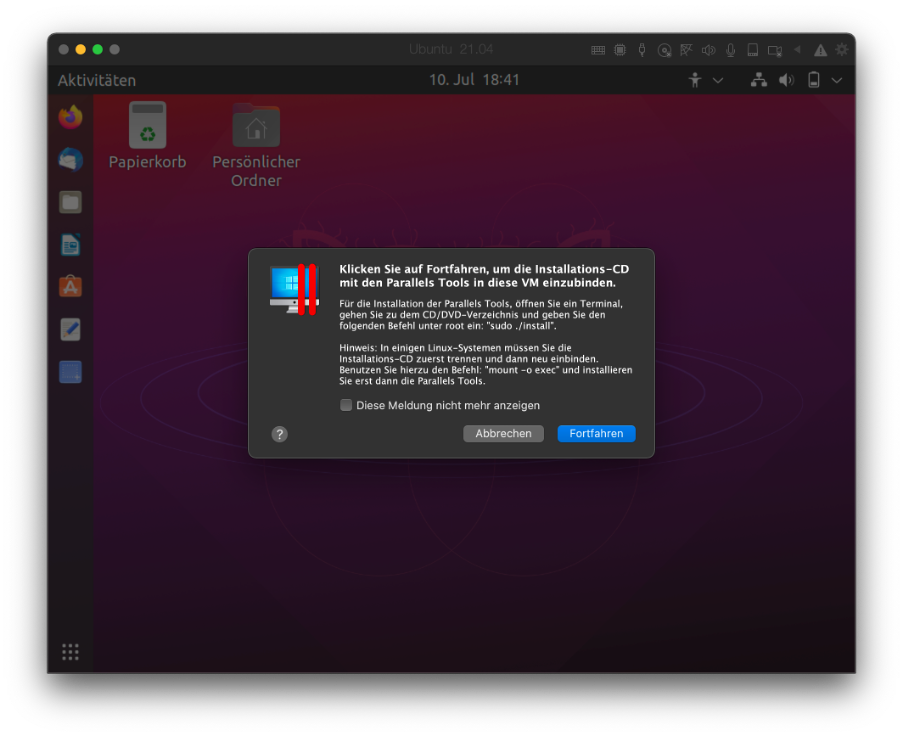 Ubuntu 21.04
Aktivitäten
10. Jul 18:41
Papierkorb
Persönlicher
Ordner
Klicken Sie auf Fortfahren, um die Installations-CD
mit den Parallels Tools in diese VM einzubinden.
Für die Installation der Parallels Tools, öffnen Sie ein Terminal,
gehen Sie zu dem CD/DVD-Verzeichnis und geben Sie den
folgenden Befehl unter root ein: "sudo ./install".
Hinweis: In einigen Linux-Systemen müssen Sie die
Installations-CD zuerst trennen und dann neu einbinden.
Benutzen Sie hierzu den Befehl: "mount -o exec" und installieren
Sie erst dann die Parallels Tools.
Diese Meldung nicht mehr anzeigen
?
Abbrechen
Fortfahren